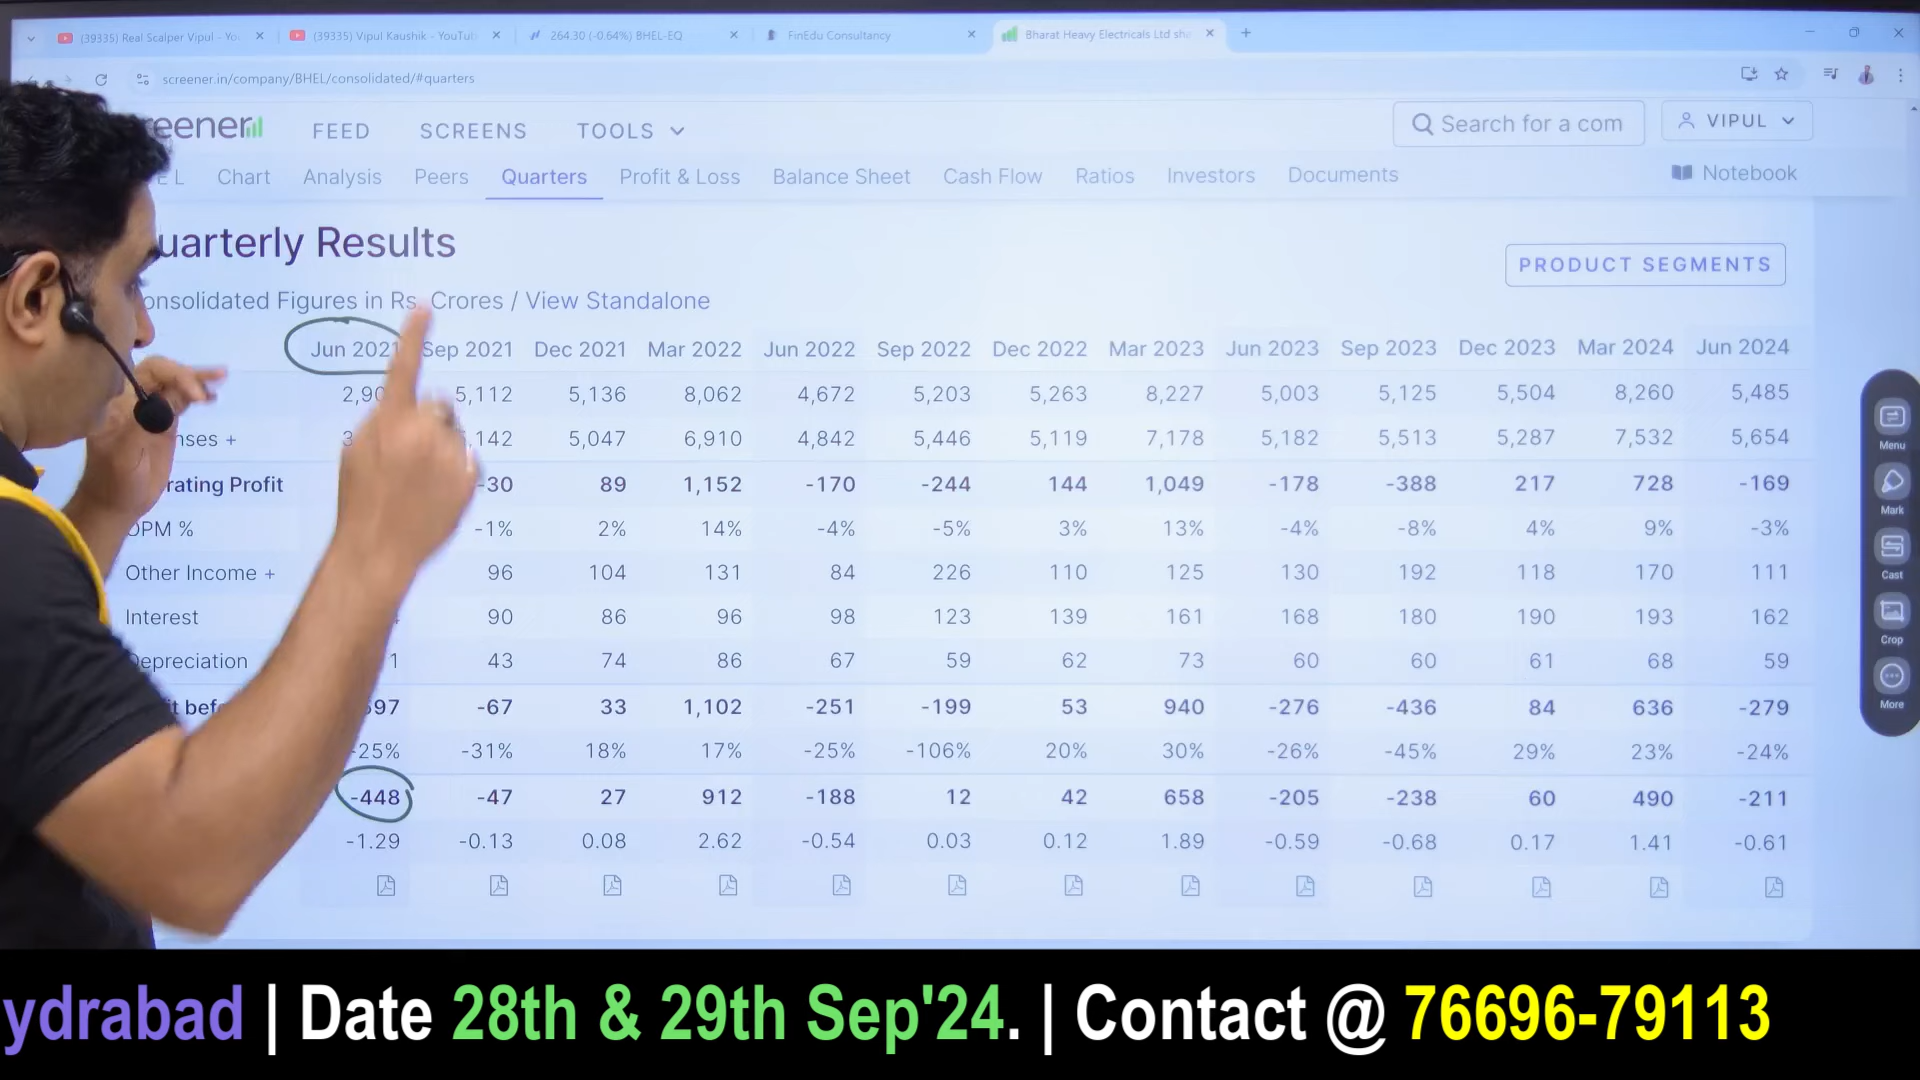 (39335) Real Scalper Vipul - Yo
(39335) Vipul Kaushik - YouTub
264.30 (-0.64%) BHEL-EQ
FinEdu Consultancy
Bharat Heavy Electricals Ltd sha
screener.in/company/BHEL/consolidated/#quarters
reener
FEED SCREENS TOOLS
Search for a com
VIPUL
E L Chart Analysis Peers Quarters Profit & Loss Balance Sheet Cash Flow Ratios Investors Documents
Notebook
uarterly Results
PRODUCT SEGMENTS
onsolidated Figures in Rs. Crores / View Standalone
Jun 2021 Sep 2021 Dec 2021 Mar 2022 Jun 2022 Sep 2022 Dec 2022 Mar 2023 Jun 2023 Sep 2023 Dec 2023 Mar 2024 Jun 2024
2,90 5,112 5,136 8,062 4,672 5,203 5,263 8,227 5,003 5,125 5,504 8,260 5,485
nses + 3 ,142 5,047 6,910 4,842 5,446 5,119 7,178 5,182 5,513 5,287 7,532 5,654
rating Profit -30 89 1,152 -170 -244 144 1,049 -178 -388 217 728 -169
OPM % -1% 2% 14% -4% -5% 3% 13% -4% -8% 4% 9% -3%
Other Income + 96 104 131 84 226 110 125 130 192 118 170 111
Interest 90 86 96 98 123 139 161 168 180 190 193 162
Depreciation 1 43 74 86 67 59 62 73 60 60 61 68 59
it bef 597 -67 33 1,102 -251 -199 53 940 -276 -436 84 636 -279
-25% -31% 18% 17% -25% -106% 20% 30% -26% -45% 29% 23% -24%
-448 -47 27 912 -188 12 42 658 -205 -238 60 490 -211
-1.29 -0.13 0.08 2.62 -0.54 0.03 0.12 1.89 -0.59 -0.68 0.17 1.41 -0.61
Menu
Mark
Cast
Crop
More
ydrabad | Date 28th & 29th Sep'24. | Contact @ 76696-79113